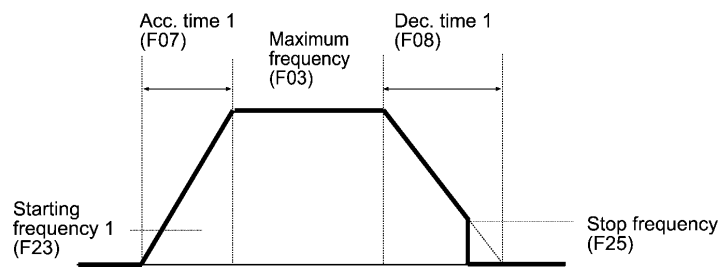 Acc. time 1
(F07)
Maximum
frequency
(F03)
Dec. time 1
(F08)
Starting
frequency 1
(F23)
Stop frequency
(F25)